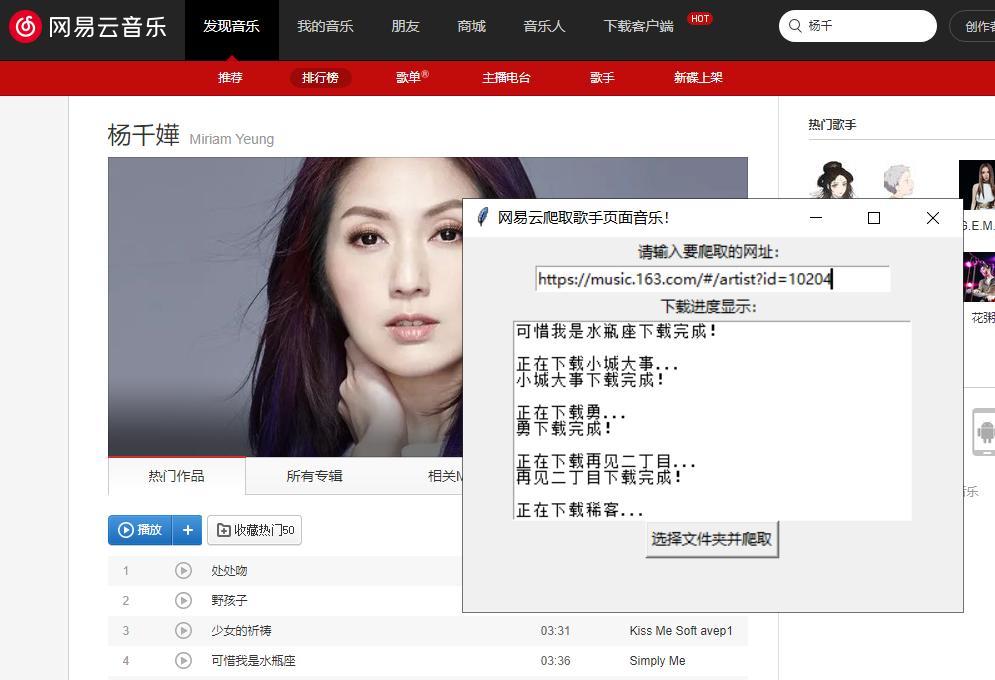 网易云音乐
发现音乐
我的音乐
朋友
商城
音乐人
下载客户端
HOT
杨千
创作者
推荐
排行榜
歌单®
主播电台
歌手
新碟上架
杨千嬅 Miriam Yeung
热门歌手
G.E.M.
花粥
网易云爬取歌手页面音乐!
请输入要爬取的网址:
https://music.163.com/#/artist?id=10204
下载进度显示:
可惜我是水瓶座下载完成!
正在下载小城大事...
小城大事下载完成!
正在下载勇...
勇下载完成!
正在下载再见二丁目...
再见二丁目下载完成!
正在下载稀客...
选择文件夹并爬取
热门作品
所有专辑
相关M
乐
播放 +
收藏热门50
1 处处吻
2 野孩子
3 少女的祈祷 03:31 Kiss Me Soft avep1
4 可惜我是水瓶座 03:36 Simply Me